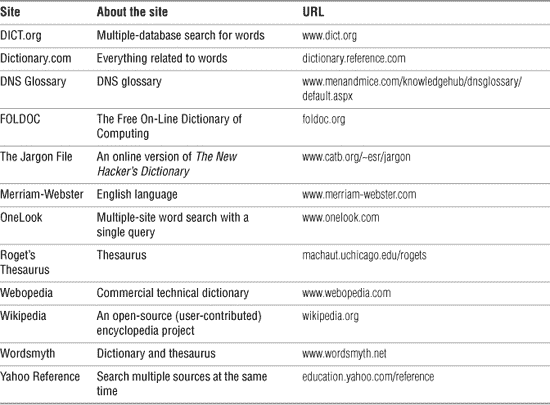 Site About the site URL
DICT.org Multiple-database search for words www.dict.org
Dictionary.com Everything related to words dictionary.reference.com
DNS Glossary DNS glossary www.menandmice.com/knowledgehub/dnsglossary/
default.aspx
FOLDOC The Free On-Line Dictionary of foldoc.org
Computing
The Jargon File An online version of The New www.catb.org/~esr/jargon
Hacker's Dictionary
Merriam-Webster English language www.merriam-webster.com
OneLook Multiple-site word search with a www.onelook.com
single query
Roget's Thesaurus machaut.uchicago.edu/rogets
Thesaurus
Webopedia Commercial technical dictionary www.webopedia.com
Wikipedia An open-source (user-contributed) wikipedia.org
encyclopedia project
Wordsmyth Dictionary and thesaurus www.wordsmyth.net
Yahoo Reference Search multiple sources at the same education.yahoo.com/reference
time